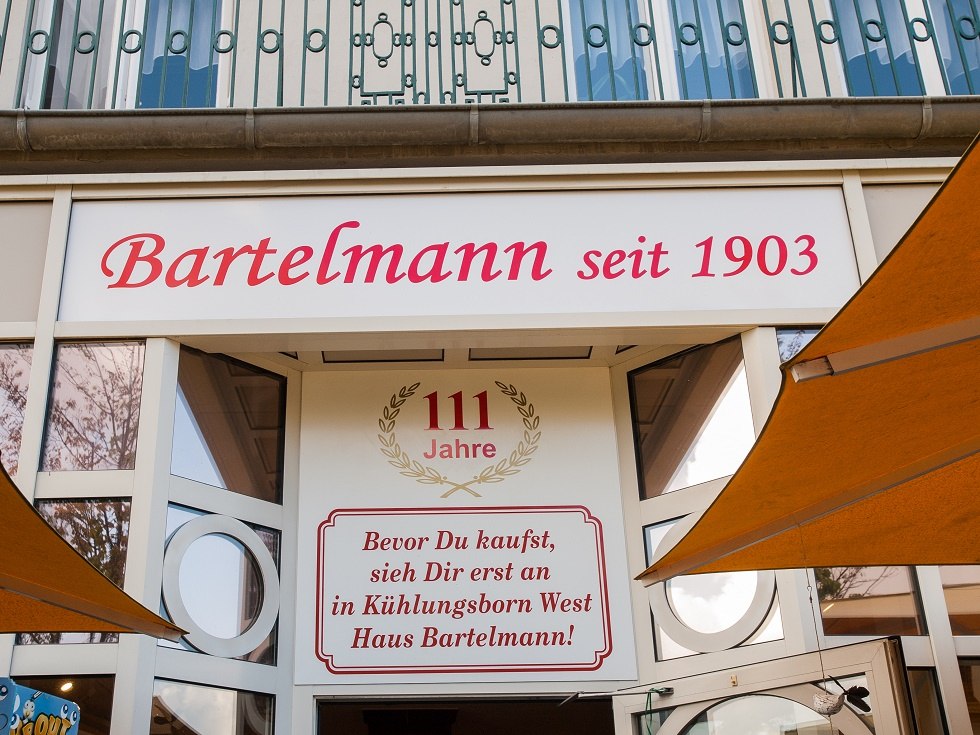 Bartelmann seit 1903
111
Jahre
Bevor Du kaufst,
sieh Dir erst an
in Kühlungsborn West
Haus Bartelmann!